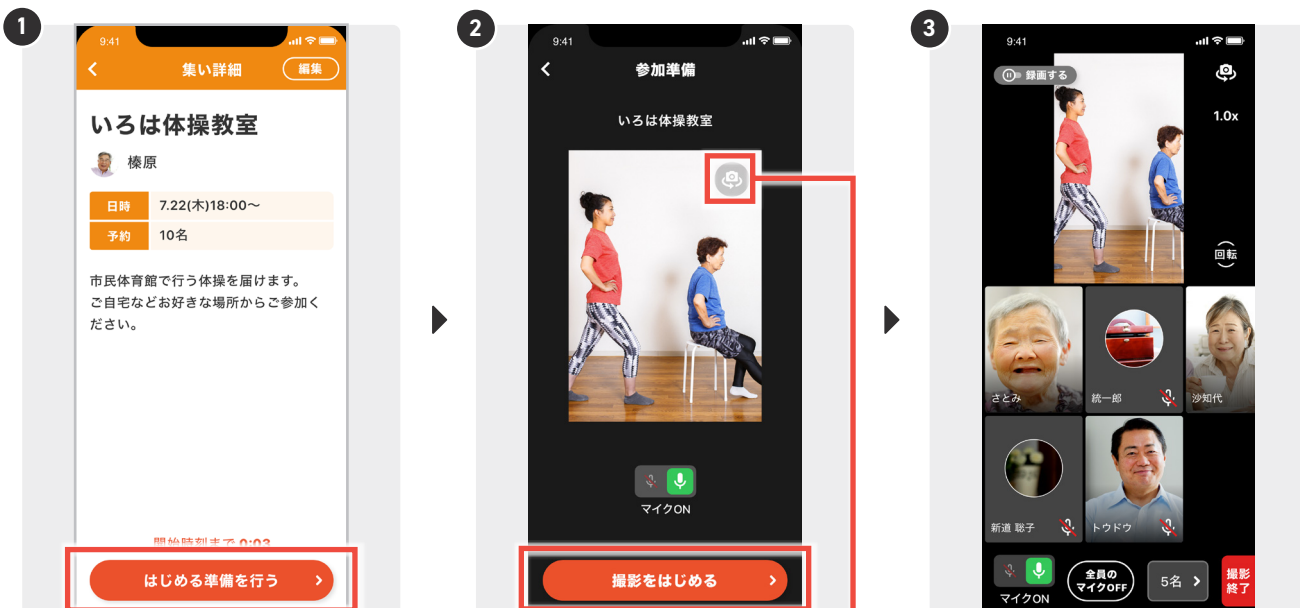 1
9:41
集い詳細
編集
いろは体操教室
榛原
日時
7.22(木)18:00〜
予約
10名
市民体育館で行う体操を届けます。
ご自宅などお好きな場所からご参加く
ださい。
開始時刻まで 0:03
はじめる準備を行う
2
9:41
参加準備
いろは体操教室
マイクON
撮影をはじめる
3
9:41
録画する
1.0x
回転
さとみ
統一郎
沙知代
新道 聡子
トウドウ
マイクON
全員の
マイクOFF
5名
撮影
終了